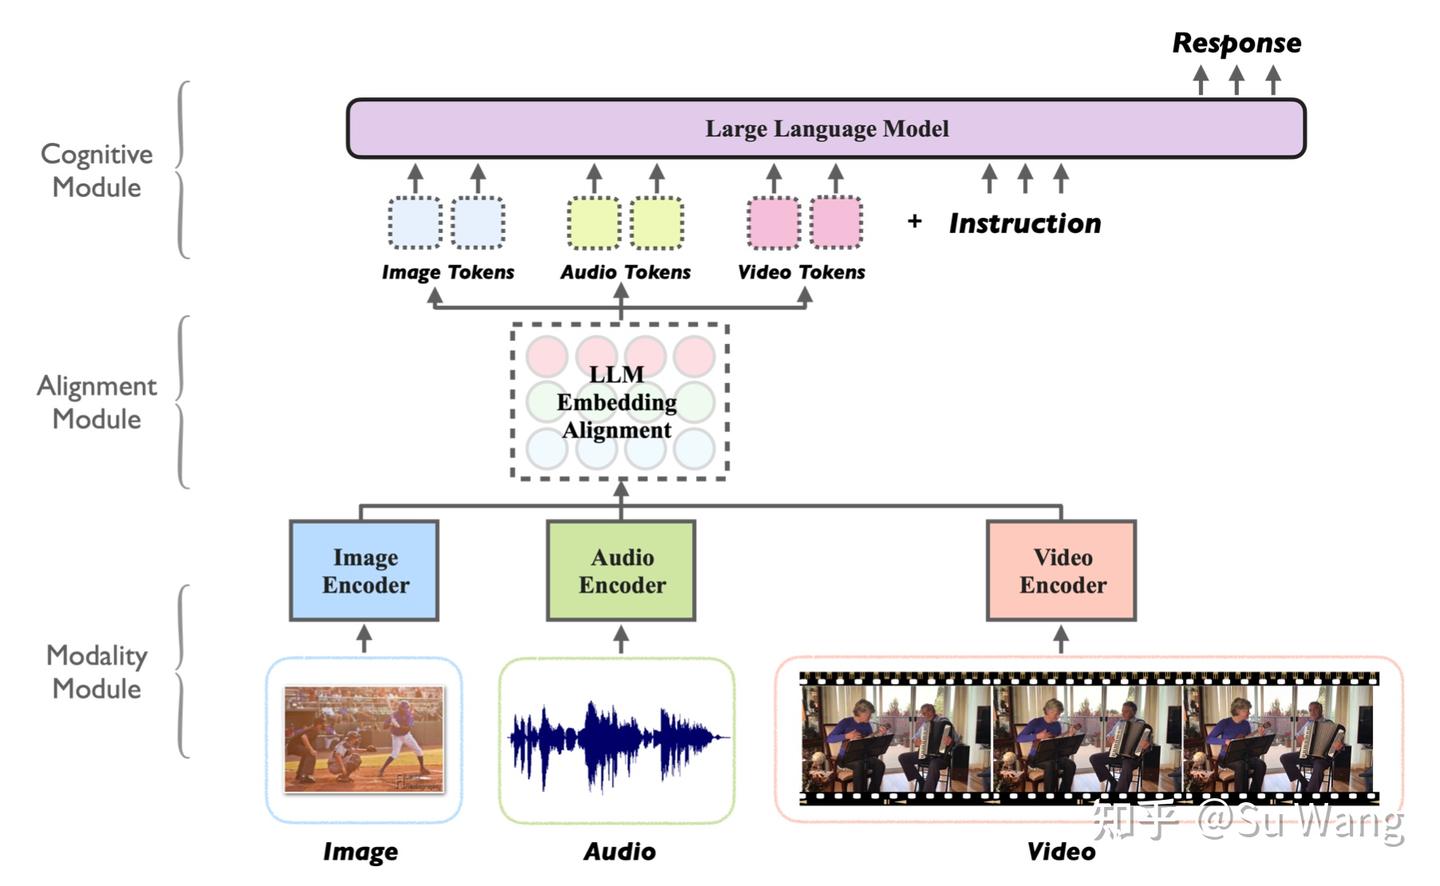 Response
Large Language Model
Cognitive
Module
+ Instruction
Image Tokens
Audio Tokens
Video Tokens
LLM
Embedding
Alignment
Alignment
Module
Image
Encoder
Audio
Encoder
Video
Encoder
Modality
Module
知乎 @Su Wang
Image
Audio
Video